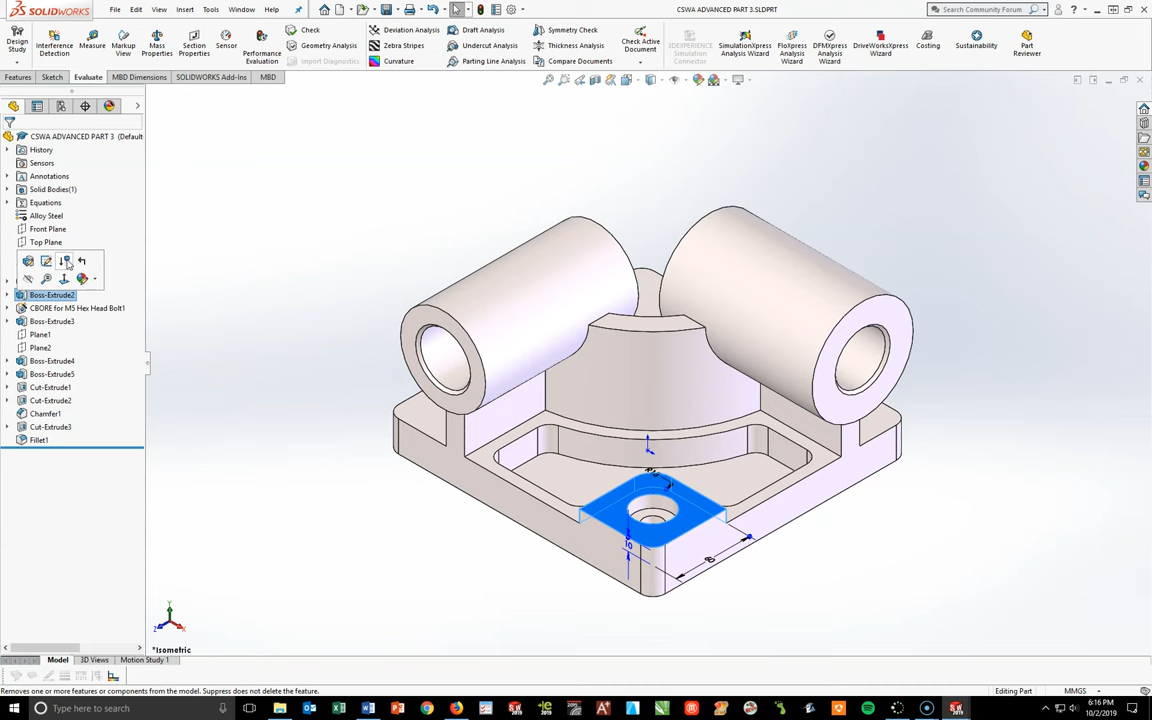 SOLIDWORKS File Edit View Insert Tools Window Help CSWA ADVANCED PART 3.SLDPRT Search Community Forum
Design Study Interference Detection Measure Markup View Mass Properties Section Properties Sensor Performance Evaluation Check Geometry Analysis Import Diagnostics Deviation Analysis Zebra Stripes Curvature Draft Analysis Undercut Analysis Parting Line Analysis Symmetry Check Thickness Analysis Compare Documents Check Active Document 3DEXPERIENCE Simulation Connector SimulationXpress Analysis Wizard FloXpress Analysis Wizard DFMXpress Analysis Wizard DriveWorksXpress Wizard Costing Sustainability Part Reviewer
Features Sketch Evaluate MBD Dimensions SOLIDWORKS Add-Ins MBD
CSWA ADVANCED PART 3 (Default
History
Sensors
Annotations
Solid Bodies(1)
Equations
Alloy Steel
Front Plane
Top Plane
Boss-Extrude2
CBORE for M5 Hex Head Bolt1
Boss-Extrude3
Plane1
Plane2
Boss-Extrude4
Boss-Extrude5
Cut-Extrude1
Cut-Extrude2
Chamfer1
Cut-Extrude3
Fillet1
10
Y
X
Z
*Isometric
Model 3D Views Motion Study 1
Removes one or more features or components from the model. Suppress does not delete the feature. Editing Part MMGS
Type here to search 6:16 PM
10/2/2019